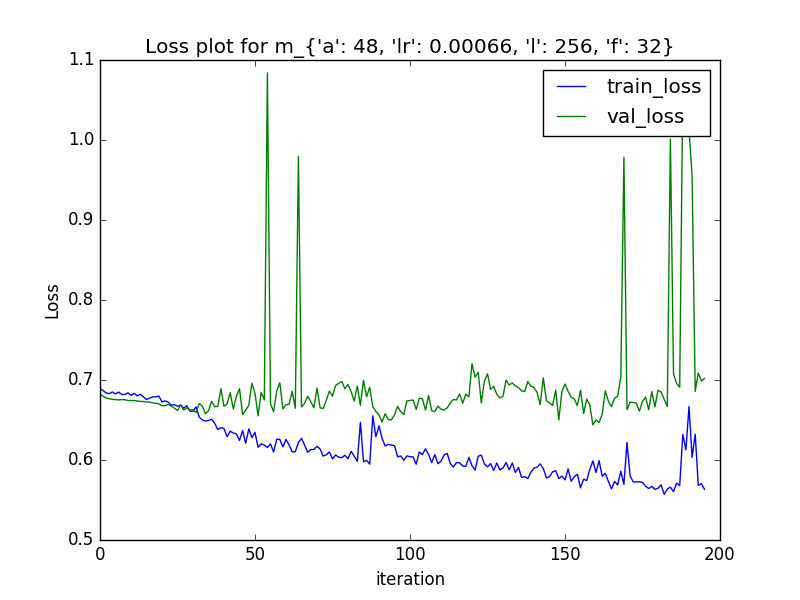 Loss plot for m_{'a': 48, 'lr': 0.00066, 'l': 256, 'f': 32}
train_loss
val_loss
1.1
1.0
0.9
0.8
0.7
0.6
0.5
Loss
0 50 100 150 200
iteration